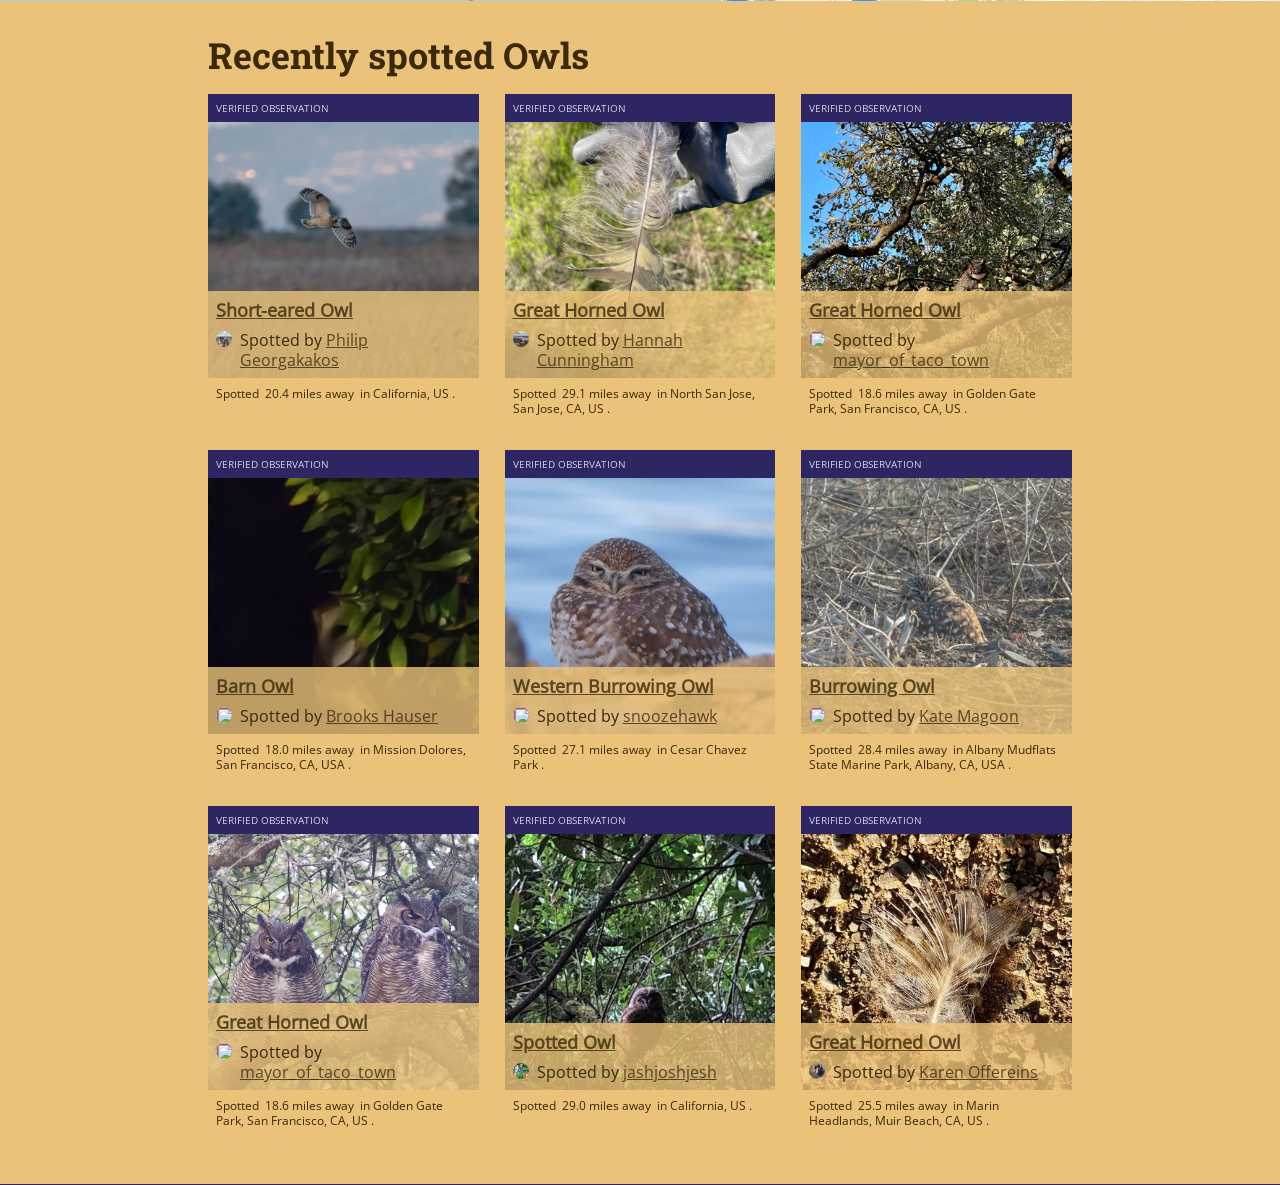 Recently spotted Owls
VERIFIED OBSERVATION
Short-eared Owl
Spotted by Philip
Georgakakos
Spotted 20.4 miles away in California, US .
VERIFIED OBSERVATION
Great Horned Owl
Spotted by Hannah
Cunningham
Spotted 29.1 miles away in North San Jose,
San Jose, CA, US .
VERIFIED OBSERVATION
Great Horned Owl
Spotted by
mayor_of_taco_town
Spotted 18.6 miles away in Golden Gate
Park, San Francisco, CA, US .
VERIFIED OBSERVATION
Barn Owl
Spotted by Brooks Hauser
Spotted 18.0 miles away in Mission Dolores,
San Francisco, CA, USA .
VERIFIED OBSERVATION
Western Burrowing Owl
Spotted by snoozehawk
Spotted 27.1 miles away in Cesar Chavez
Park .
VERIFIED OBSERVATION
Burrowing Owl
Spotted by Kate Magoon
Spotted 28.4 miles away in Albany Mudflats
State Marine Park, Albany, CA, USA .
VERIFIED OBSERVATION
Great Horned Owl
Spotted by
mayor_of_taco_town
Spotted 18.6 miles away in Golden Gate
Park, San Francisco, CA, US .
VERIFIED OBSERVATION
Spotted Owl
Spotted by jashjoshjesh
Spotted 29.0 miles away in California, US .
VERIFIED OBSERVATION
Great Horned Owl
Spotted by Karen Offereins
Spotted 25.5 miles away in Marin
Headlands, Muir Beach, CA, US .